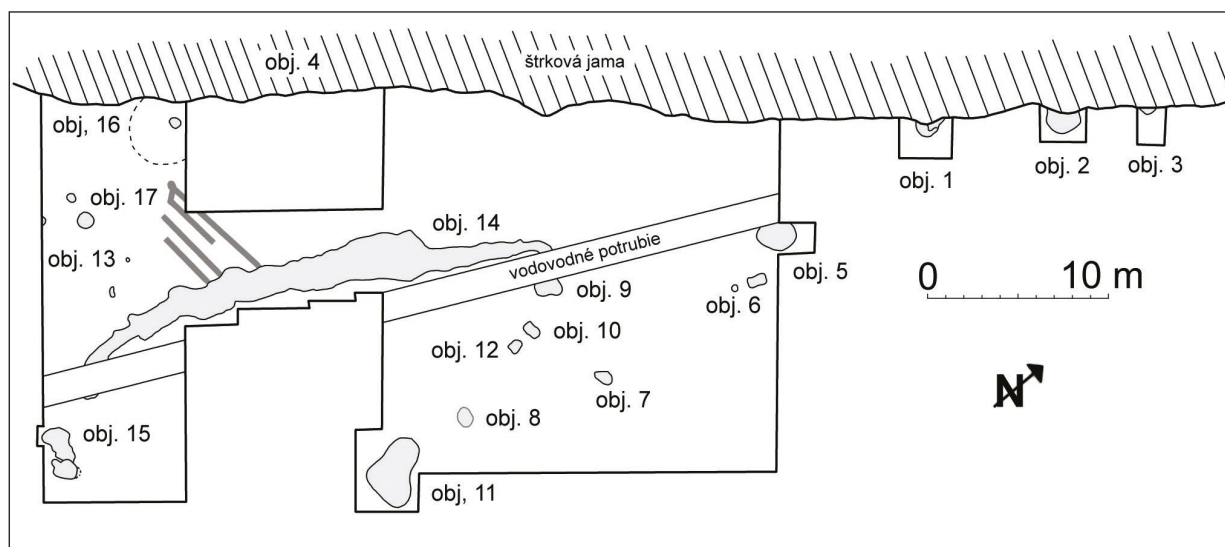 obj. 4
štrková jama
obj, 16
obj. 1
obj. 2
obj. 3
obj. 17
obj. 14
obj. 13
vodovodné potrubie
obj. 5
obj. 6
obj. 9
0 10 m
obj. 10
obj. 12
obj. 7
N
obj. 8
obj. 15
obj, 11